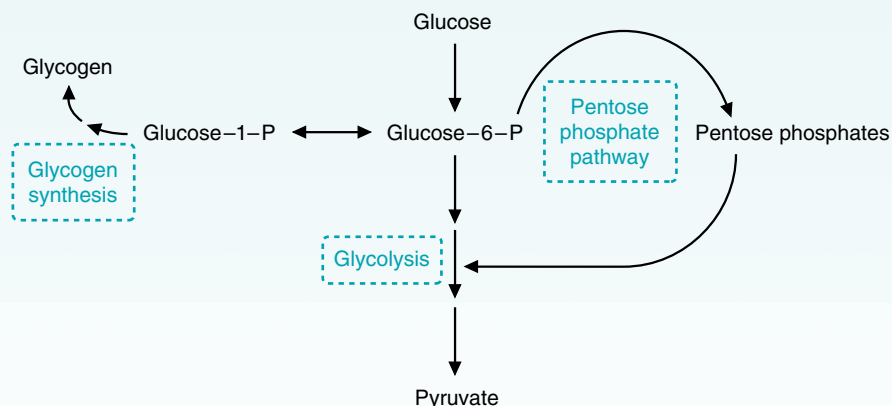 Glucose
Glycogen
Glucose–1–P
Glucose–6–P
Pentose
phosphate
pathway
Pentose phosphates
Glycogen
synthesis
Glycolysis
Pyruvate